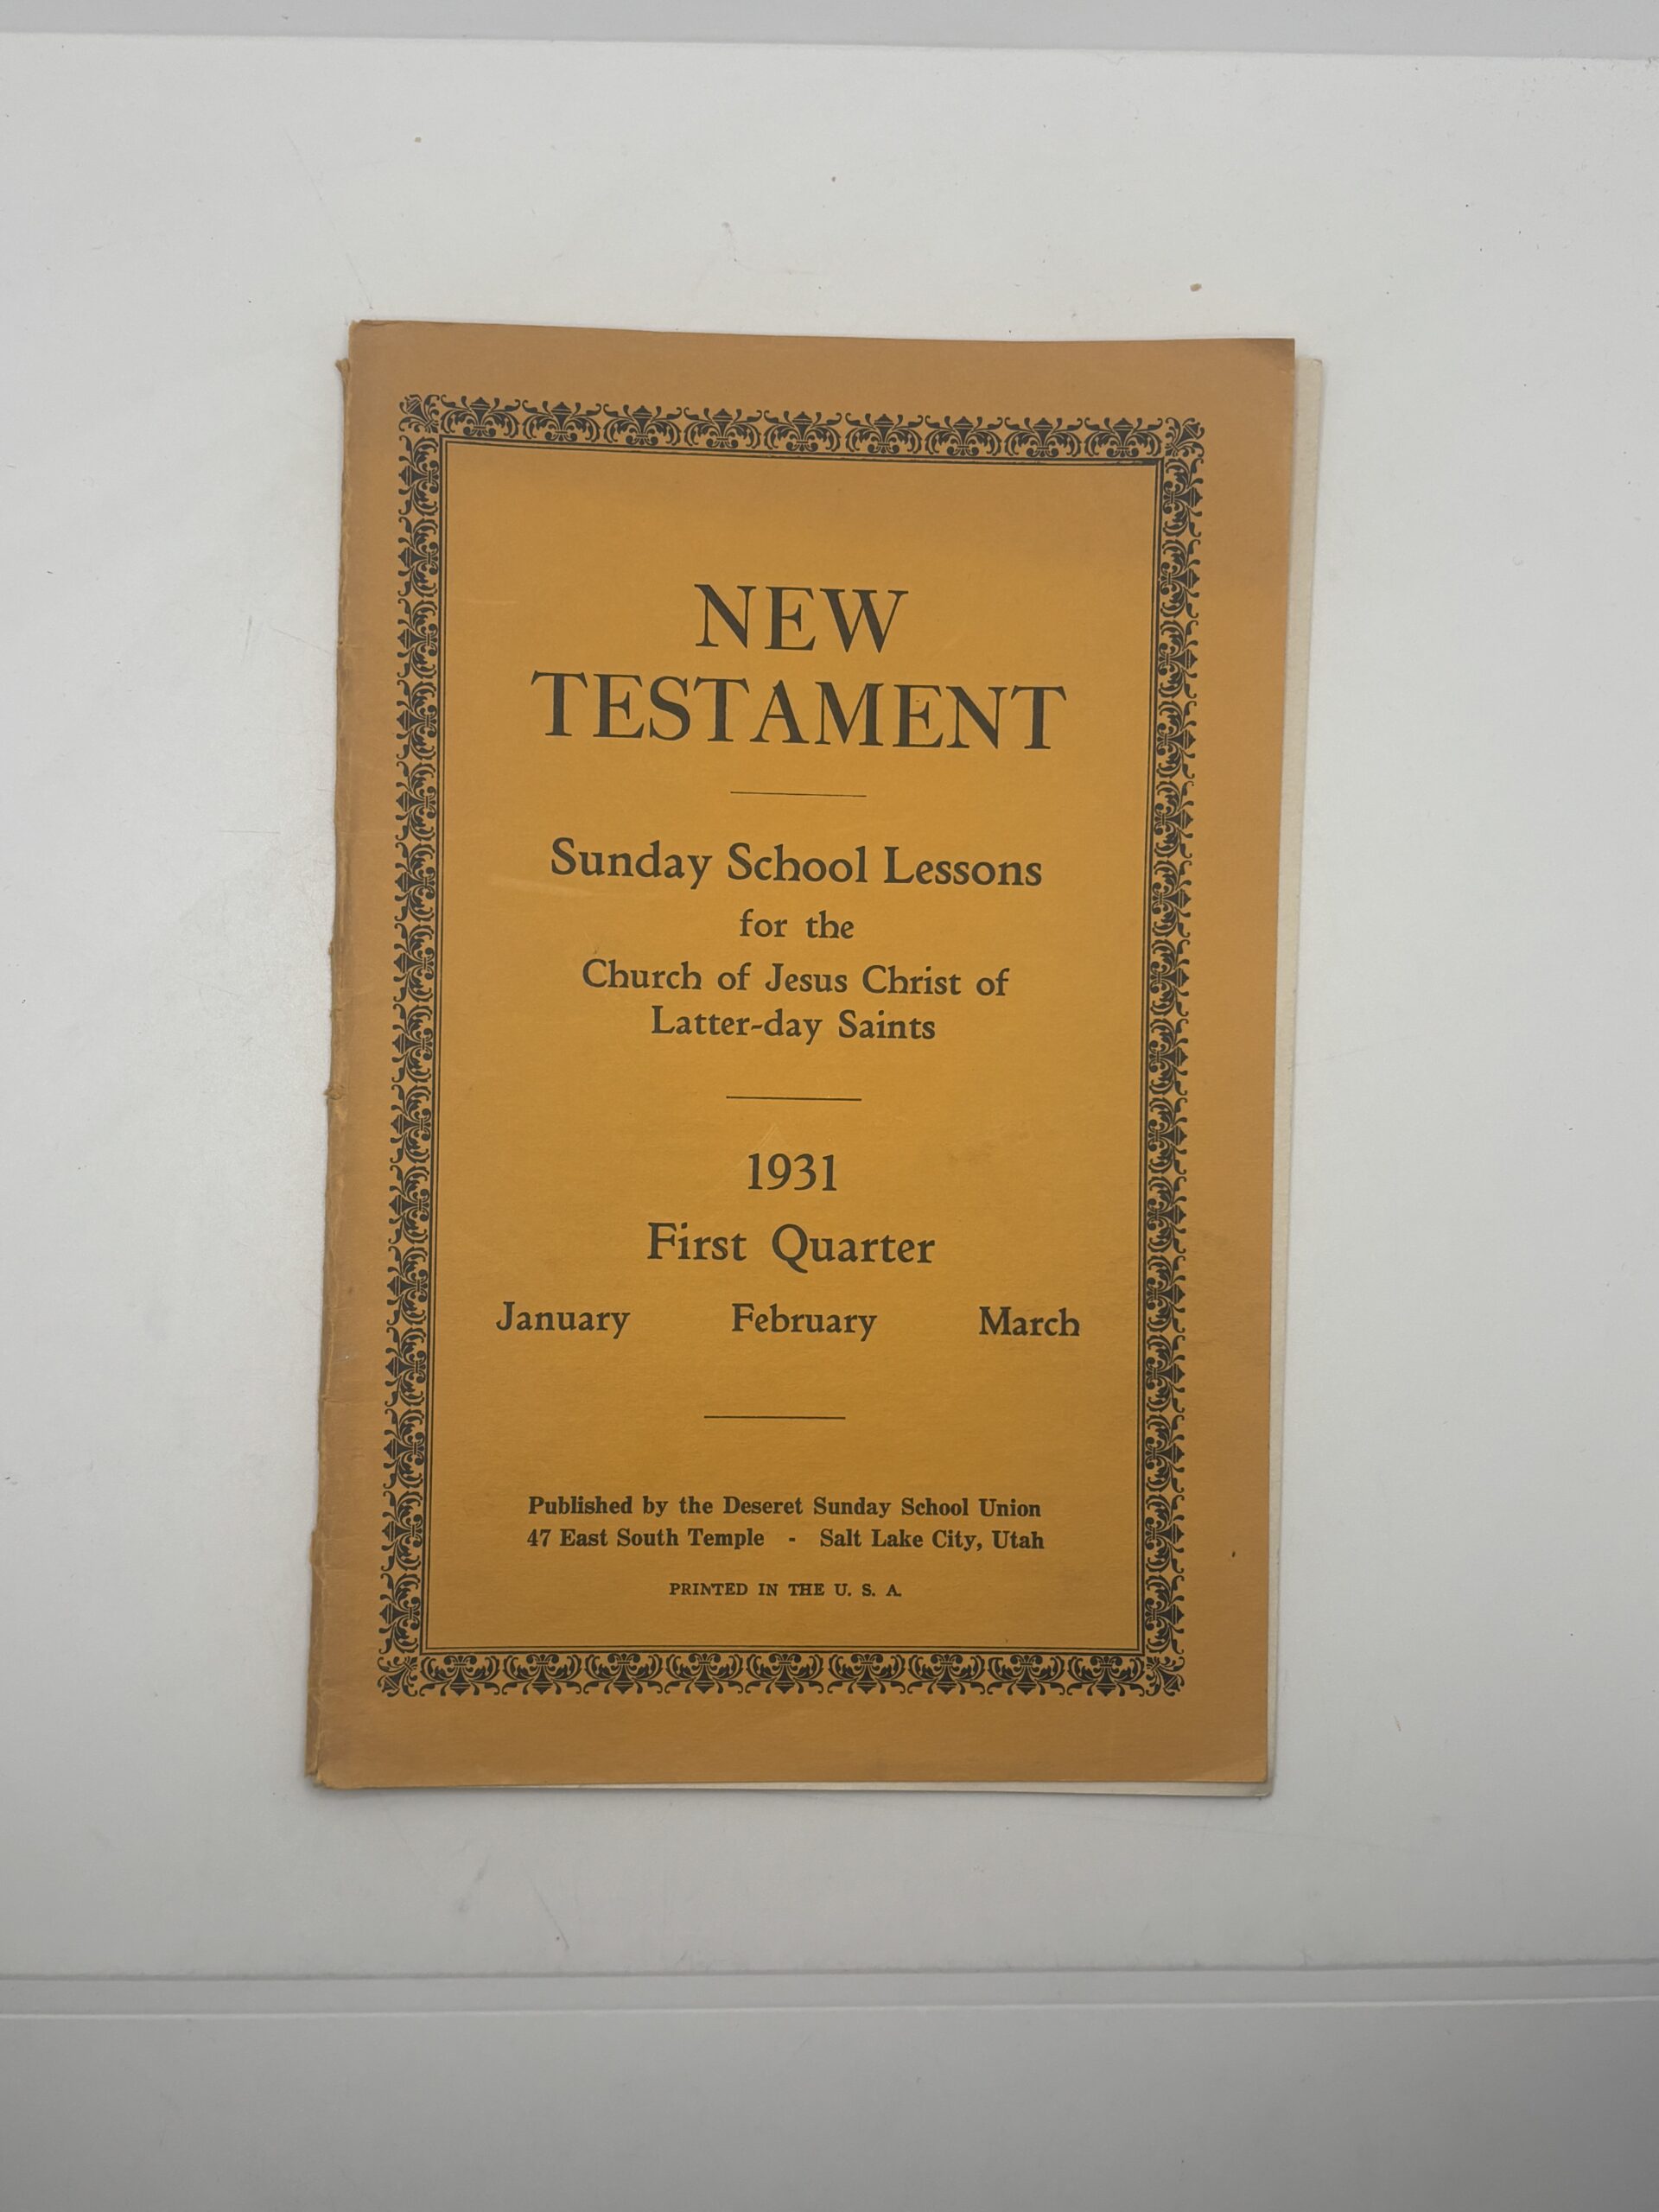 NEW
TESTAMENT
Sunday School Lessons
for the
Church of Jesus Christ of
Latter-day Saints
1931
First Quarter
January February March
Published by the Deseret Sunday School Union
47 East South Temple - Salt Lake City, Utah
PRINTED IN THE U. S. A.